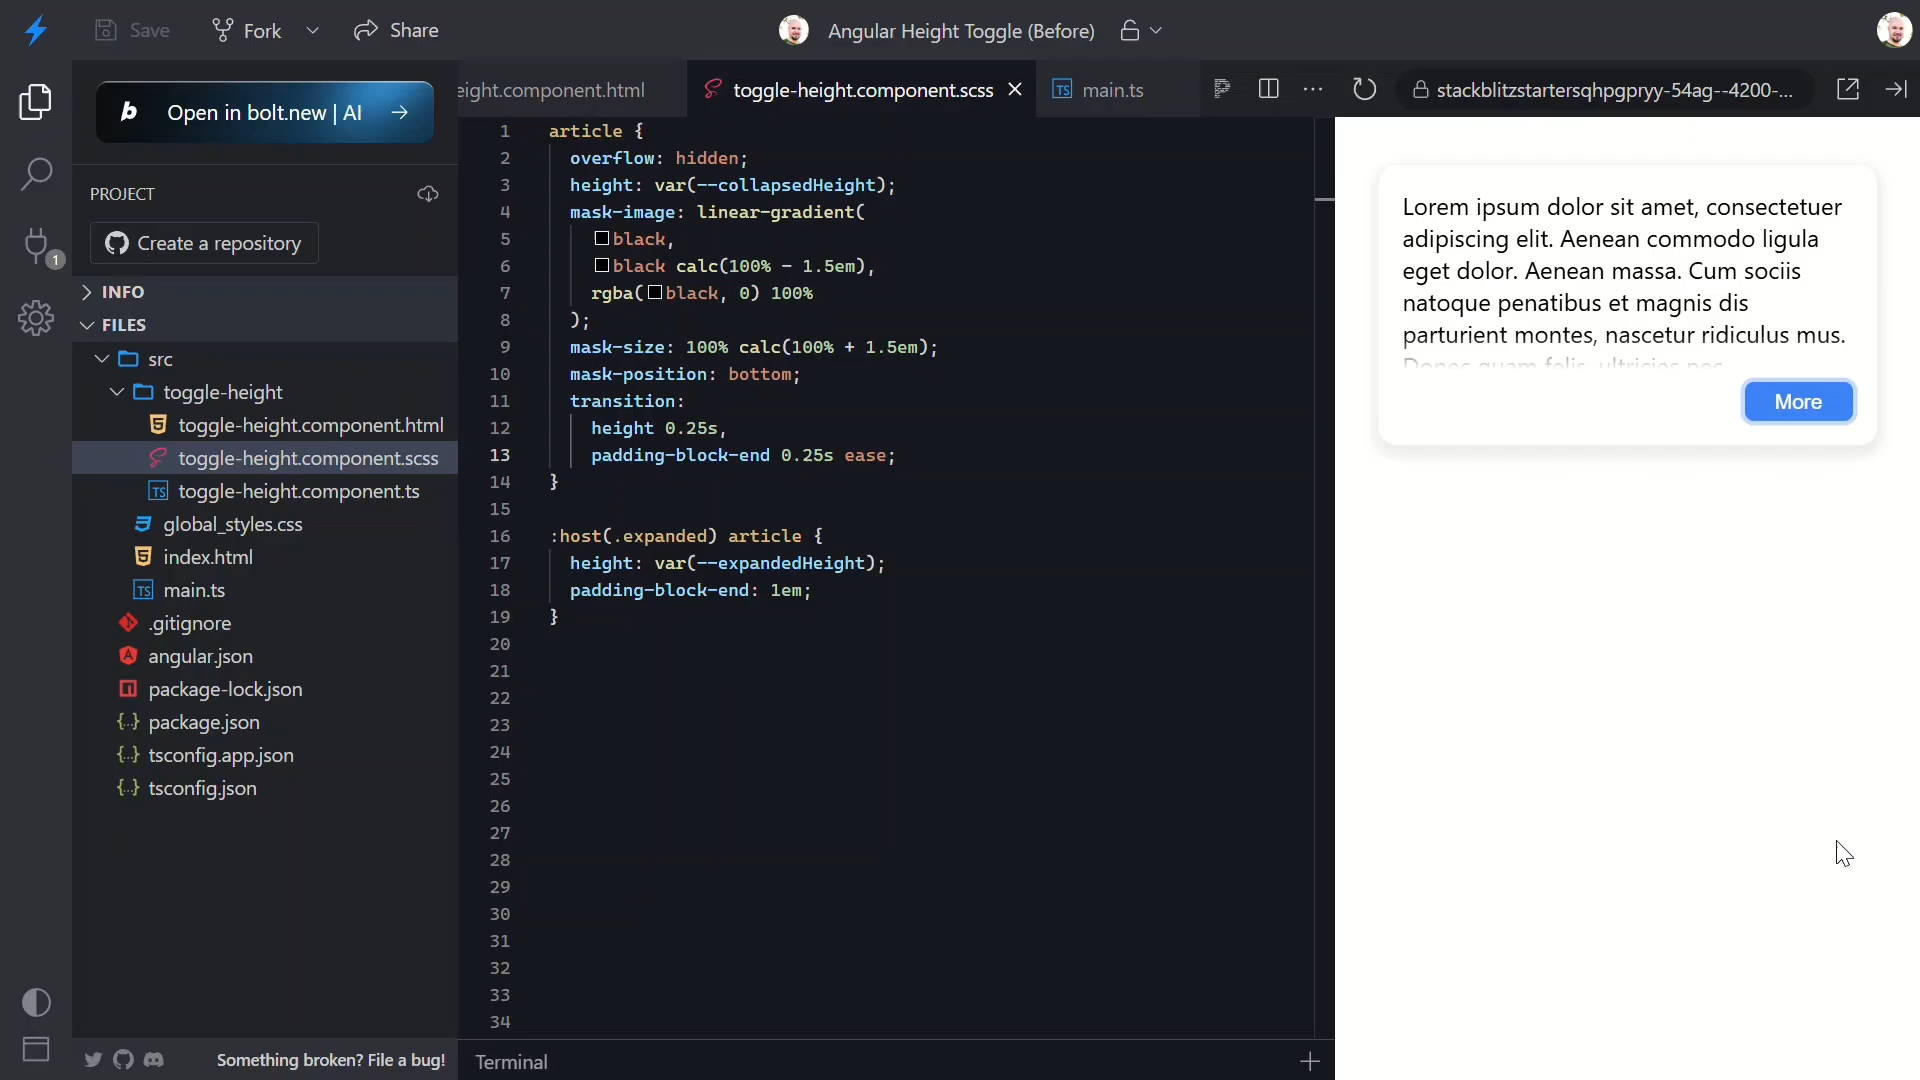 Save
Fork
Share
Angular Height Toggle (Before)
b Open in bolt.new | AI
PROJECT
Create a repository
1
INFO
FILES
src
toggle-height
toggle-height.component.html
toggle-height.component.scss
TS toggle-height.component.ts
global_styles.css
index.html
TS main.ts
.gitignore
angular.json
package-lock.json
{..} package.json
{..} tsconfig.app.json
{..} tsconfig.json
Something broken? File a bug!
eight.component.html
toggle-height.component.scss
TS main.ts
stackblitzstartersqhpgpryy-54ag--4200-...
1 article {
2 overflow: hidden;
3 height: var(--collapsedHeight);
4 mask-image: linear-gradient(
5 black,
6 black calc(100% - 1.5em),
7 rgba(black, 0) 100%
8 );
9 mask-size: 100% calc(100% + 1.5em);
10 mask-position: bottom;
11 transition:
12 height 0.25s,
13 padding-block-end 0.25s ease;
14 }
15
16 :host(.expanded) article {
17 height: var(--expandedHeight);
18 padding-block-end: 1em;
19 }
20
21
22
23
24
25
26
27
28
29
30
31
32
33
34
Terminal
Lorem ipsum dolor sit amet, consectetuer
adipiscing elit. Aenean commodo ligula
eget dolor. Aenean massa. Cum sociis
natoque penatibus et magnis dis
parturient montes, nascetur ridiculus mus.
Donec quam felis, ultricies nec
More